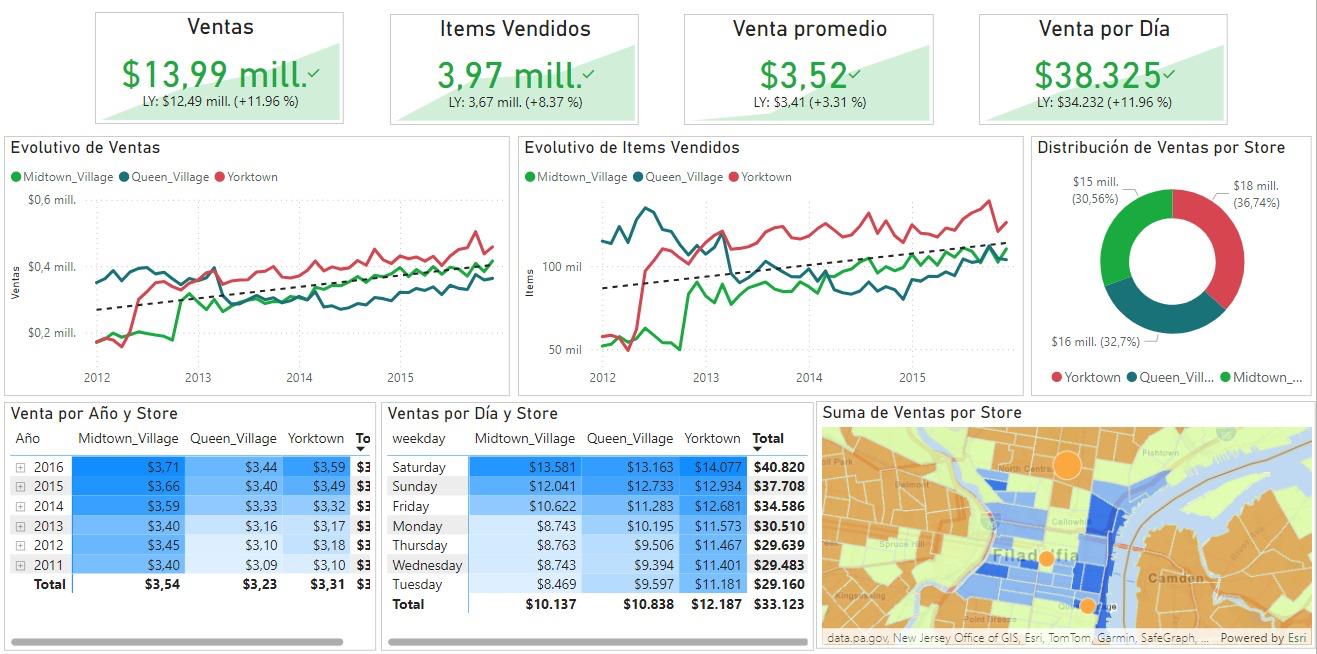 Ventas
$13,99 mill.
LY: $12,49 mill. (+11.96 %)
Items Vendidos
3,97 mill.
LY: 3,67 mill. (+8.37 %)
Venta promedio
$3,52
LY: $3,41 (+3.31 %)
Venta por Día
$38.325
LY: $34.232 (+11.96 %)
Evolutivo de Ventas
Midtown_Village Queen_Village Yorktown
$0,6 mill.
$0,4 mill.
$0,2 mill.
Ventas
2012 2013 2014 2015
Evolutivo de Items Vendidos
Midtown_Village Queen_Village Yorktown
100 mil
50 mil
Items
2012 2013 2014 2015
Distribución de Ventas por Store
$15 mill.
(30,56%)
$18 mill.
(36,74%)
$16 mill. (32,7%)
Yorktown Queen_Vill... Midtown_...
Venta por Año y Store
Año Midtown_Village Queen_Village Yorktown To
2016 $3,71 $3,44 $3,59 $3
2015 $3,66 $3,40 $3,49 $3
2014 $3,59 $3,33 $3,32 $3
2013 $3,40 $3,16 $3,17 $3
2012 $3,45 $3,10 $3,18 $3
2011 $3,40 $3,09 $3,10 $3
Total $3,54 $3,23 $3,31 $3
Ventas por Día y Store
weekday Midtown_Village Queen_Village Yorktown Total
Saturday $13.581 $13.163 $14.077 $40.820
Sunday $12.041 $12.733 $12.934 $37.708
Friday $10.622 $11.283 $12.681 $34.586
Monday $8.743 $10.195 $11.573 $30.510
Thursday $8.763 $9.506 $11.467 $29.639
Wednesday $8.743 $9.394 $11.401 $29.483
Tuesday $8.469 $9.597 $11.181 $29.160
Total $10.137 $10.838 $12.187 $33.123
Suma de Ventas por Store
Fishtown
North Central
Belmont
Callowhill
Spruce Hill
Camden
Kingsessing
Point Breeze
data.pa.gov, New Jersey Office of GIS, Esri, TomTom, Garmin, SafeGraph, ... Powered by Esri